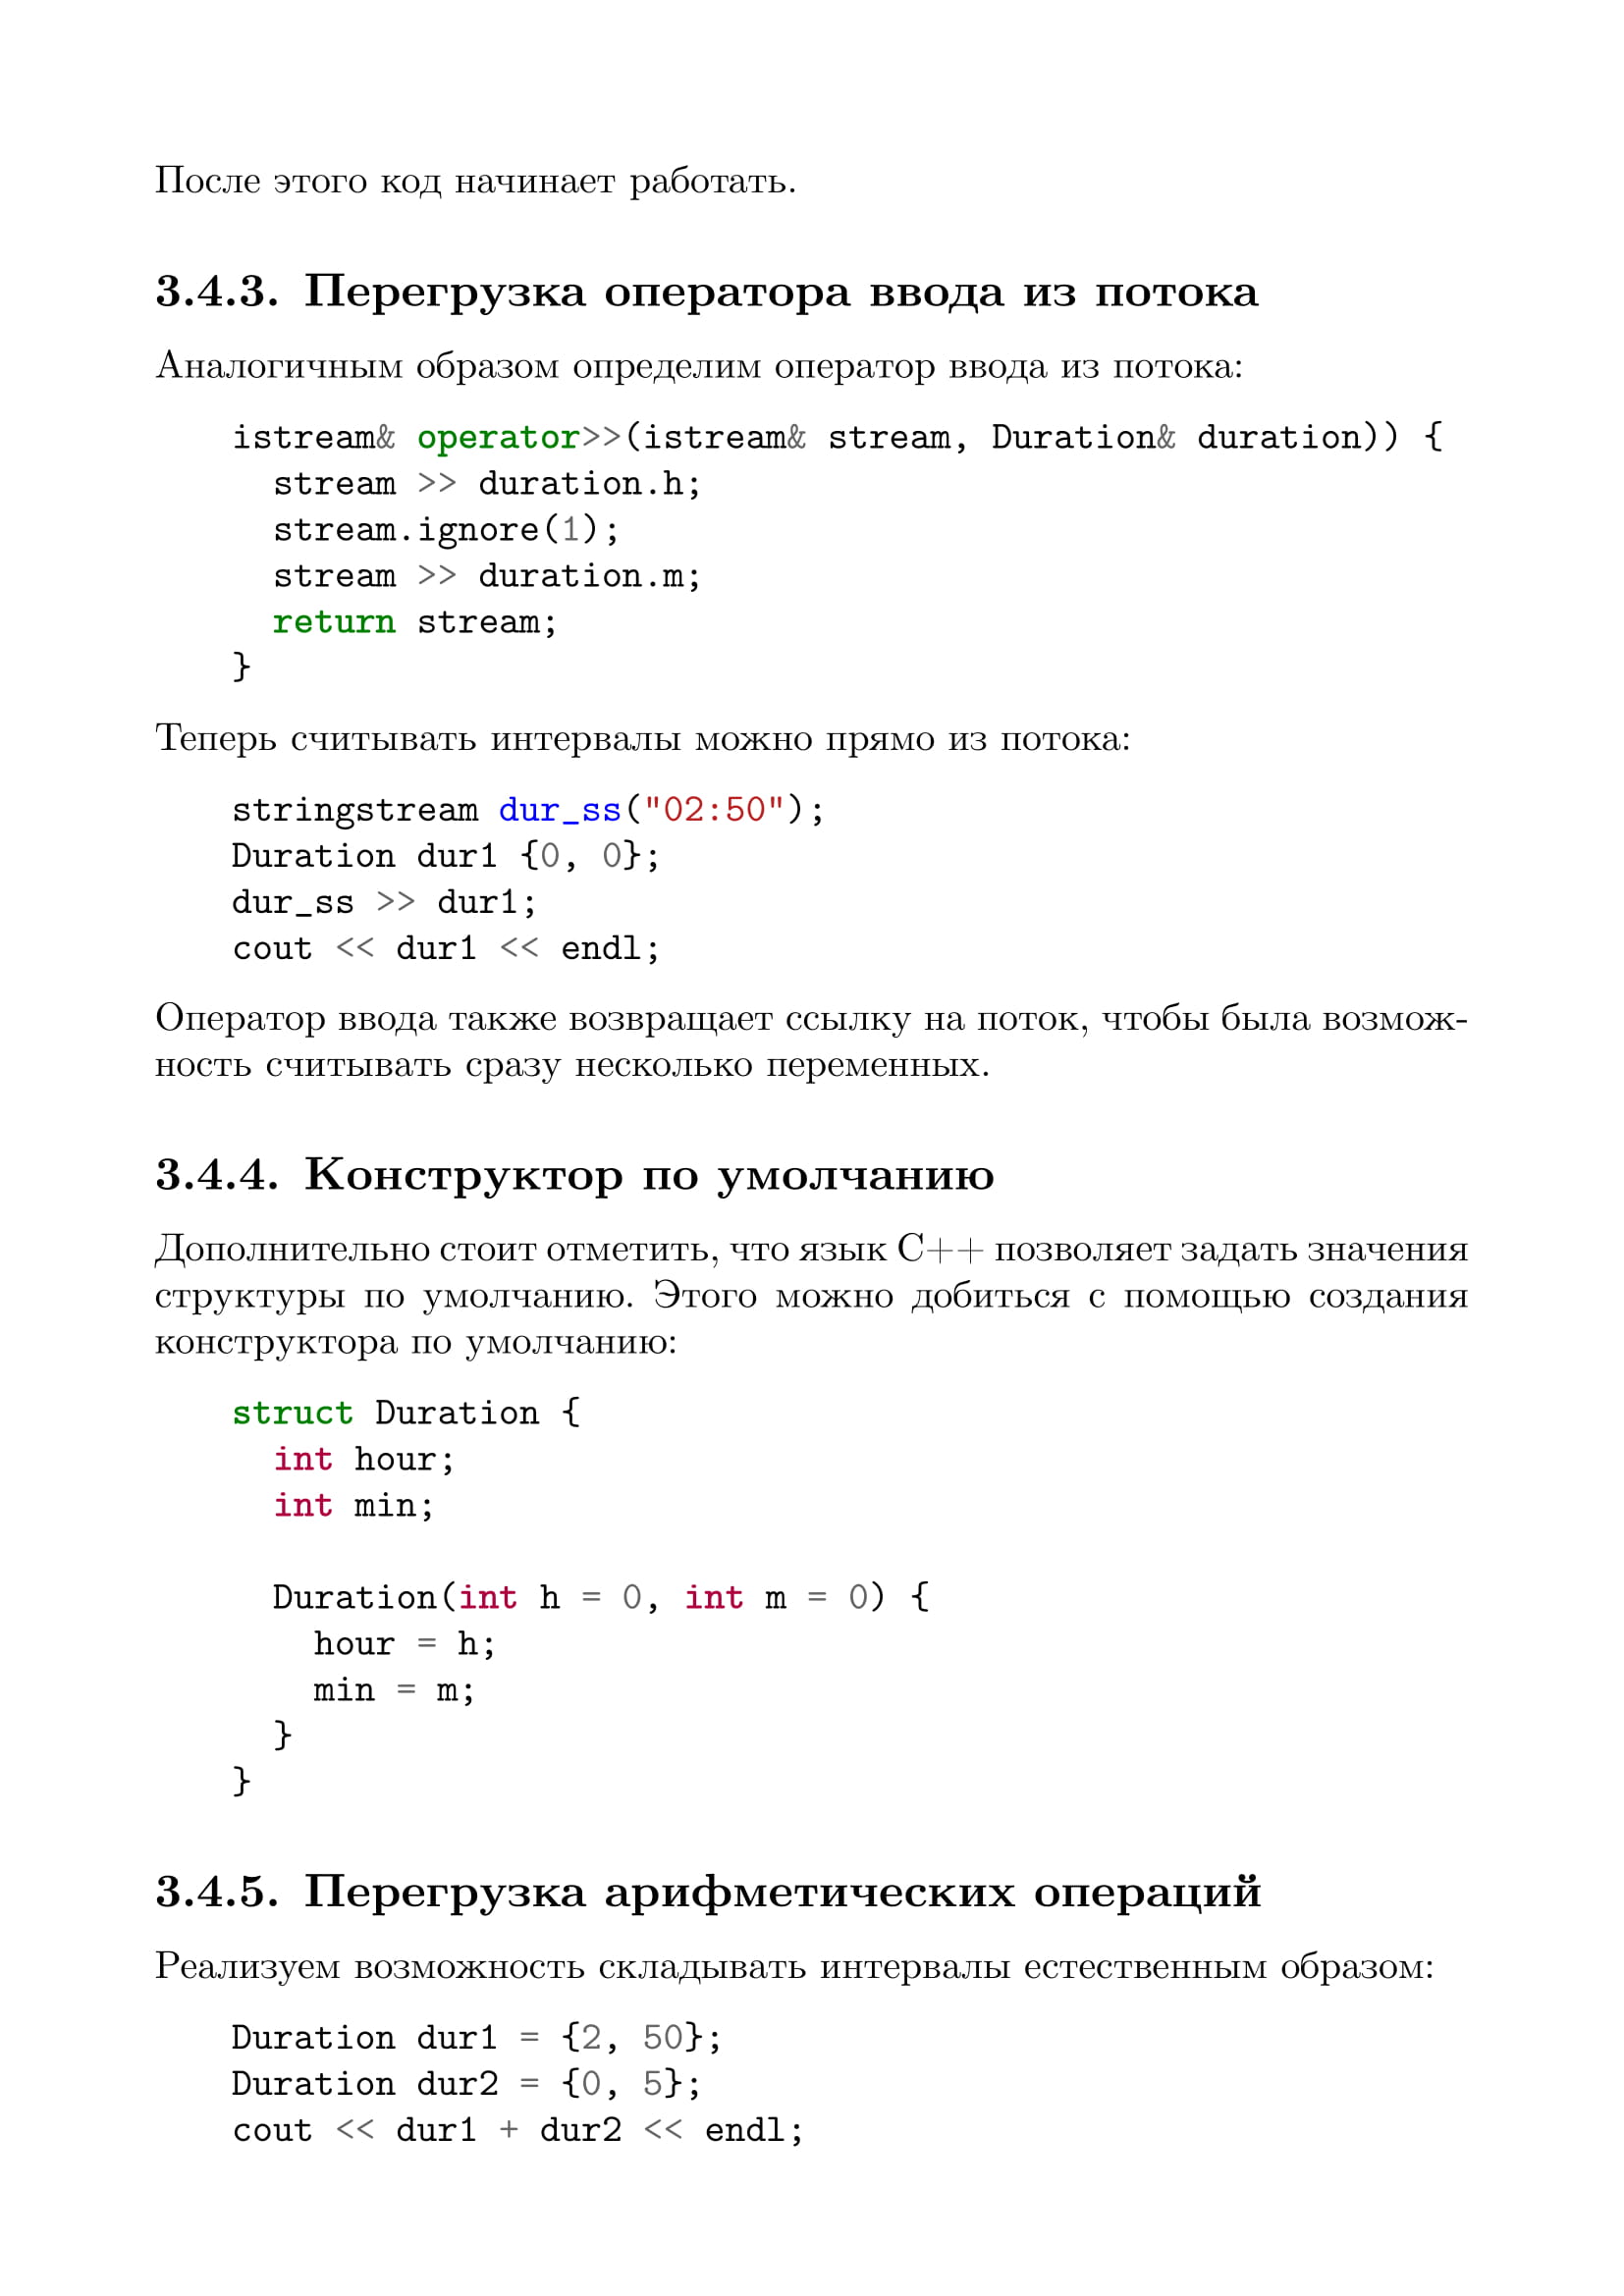 После этого код начинает работать.
3.4.3. Перегрузка оператора ввода из потока
Аналогичным образом определим оператор ввода из потока:
istream& operator>>(istream& stream, Duration& duration)) {
  stream >> duration.h;
  stream.ignore(1);
  stream >> duration.m;
  return stream;
}
Теперь считывать интервалы можно прямо из потока:
stringstream dur_ss("02:50");
Duration dur1 {0, 0};
dur_ss >> dur1;
cout << dur1 << endl;
Оператор ввода также возвращает ссылку на поток, чтобы была возмож-
ность считывать сразу несколько переменных.
3.4.4. Конструктор по умолчанию
Дополнительно стоит отметить, что язык C++ позволяет задать значения
структуры по умолчанию. Этого можно добиться с помощью создания
конструктора по умолчанию:
struct Duration {
  int hour;
  int min;
  Duration(int h = 0, int m = 0) {
    hour = h;
    min = m;
  }
}
3.4.5. Перегрузка арифметических операций
Реализуем возможность складывать интервалы естественным образом:
Duration dur1 = {2, 50};
Duration dur2 = {0, 5};
cout << dur1 + dur2 << endl;